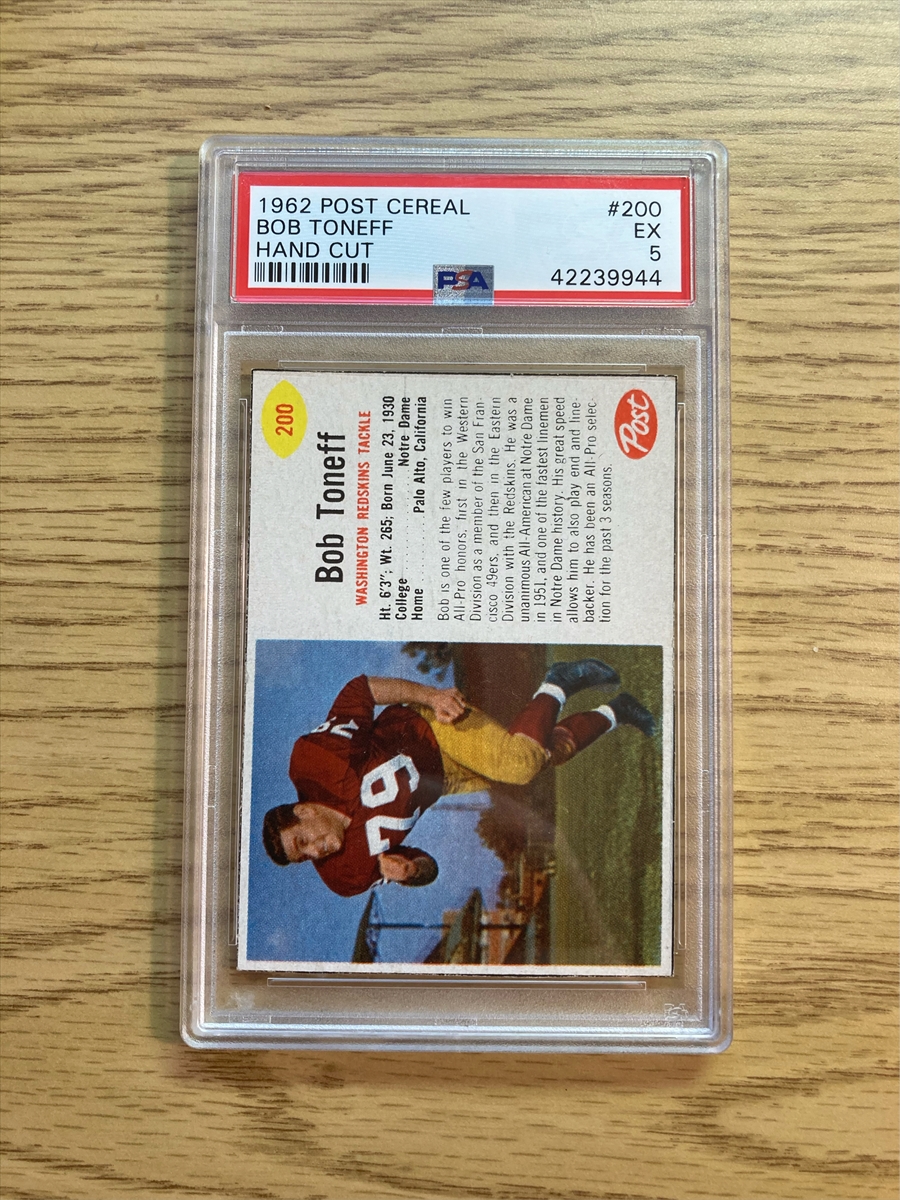 1962 POST CEREAL #200
BOB TONEFF EX
HAND CUT 5
PSA 42239944
200
Bob Toneff
WASHINGTON REDSKINS TACKLE
Ht. 6'3"; Wt. 265; Born June 23, 1930
College . . . . . . . . . . . . . . . . Notre Dame
Home . . . . . . . . . . Palo Alto, California
Bob is one of the few players to win
All-Pro honors, first in the Western
Division as a member of the San Fran-
cisco 49ers, and then in the Eastern
Division with the Redskins. He was a
unanimous All-American at Notre Dame
in 1951, and one of the fastest linemen
in Notre Dame history. His great speed
allows him to also play end and line-
backer. He has been an All-Pro selec-
tion for the past 3 seasons.
Post
79